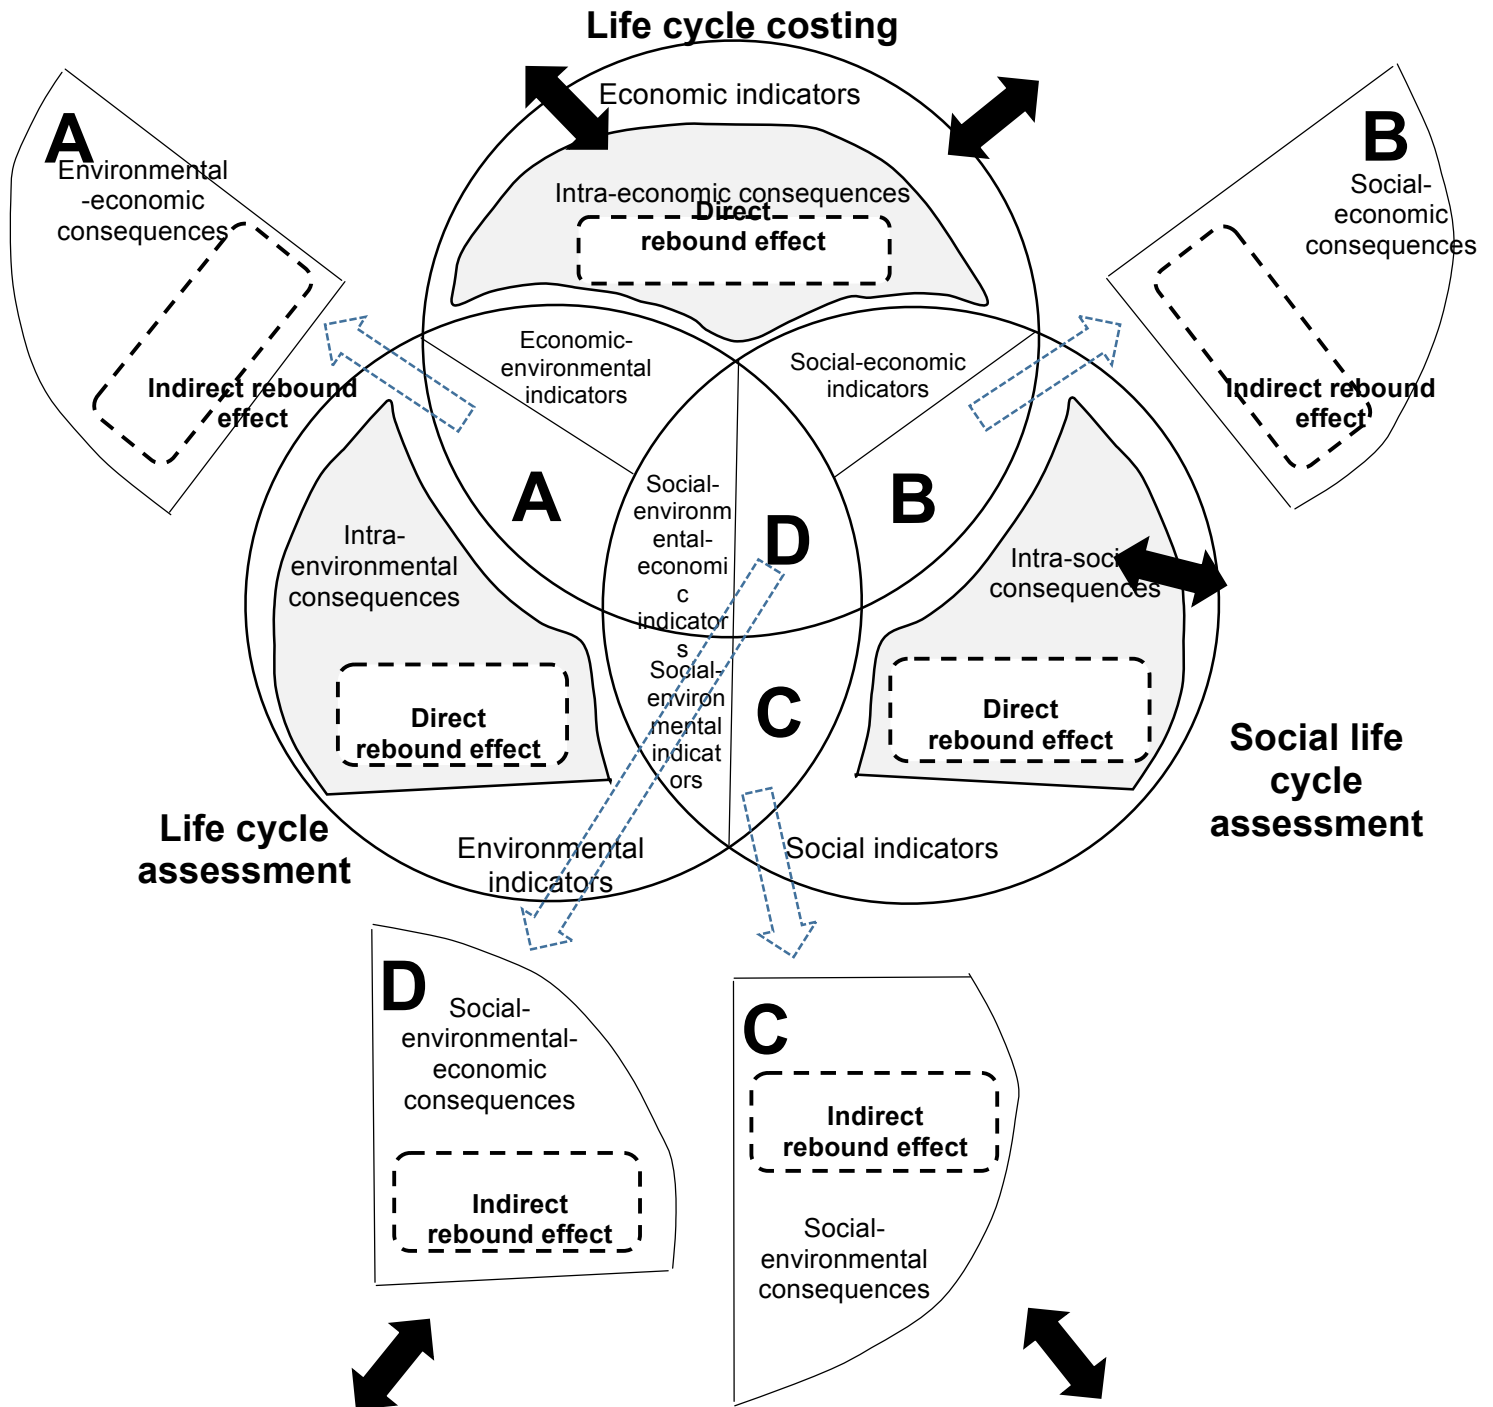 Life cycle costing
Economic indicators
Intra-economic consequences
Direct
rebound effect
A
Environmental
-economic
consequences
Indirect rebound
effect
B
Social-
economic
consequences
Indirect rebound
effect
Economic-
environmental
indicators
Social-economic
indicators
A
B
Social-
environm
ental-
economi
c
indicator
s
D
Intra-
environmental
consequences
Direct
rebound effect
Intra-social
consequences
Direct
rebound effect
Social-
environ
mental
indicat
ors
C
Life cycle
assessment
Environmental
indicators
Social indicators
Social life
cycle
assessment
D
Social-
environmental-
economic
consequences
Indirect
rebound effect
C
Indirect
rebound effect
Social-
environmental
consequences